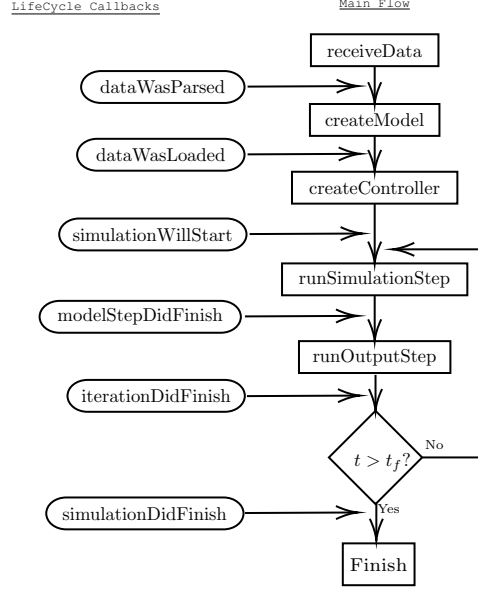 LifeCycle Callbacks
Main Flow
receiveData
dataWasParsed
createModel
dataWasLoaded
createController
simulationWillStart
runSimulationStep
modelStepDidFinish
runOutputStep
iterationDidFinish
No
t > t_f?
Yes
simulationDidFinish
Finish